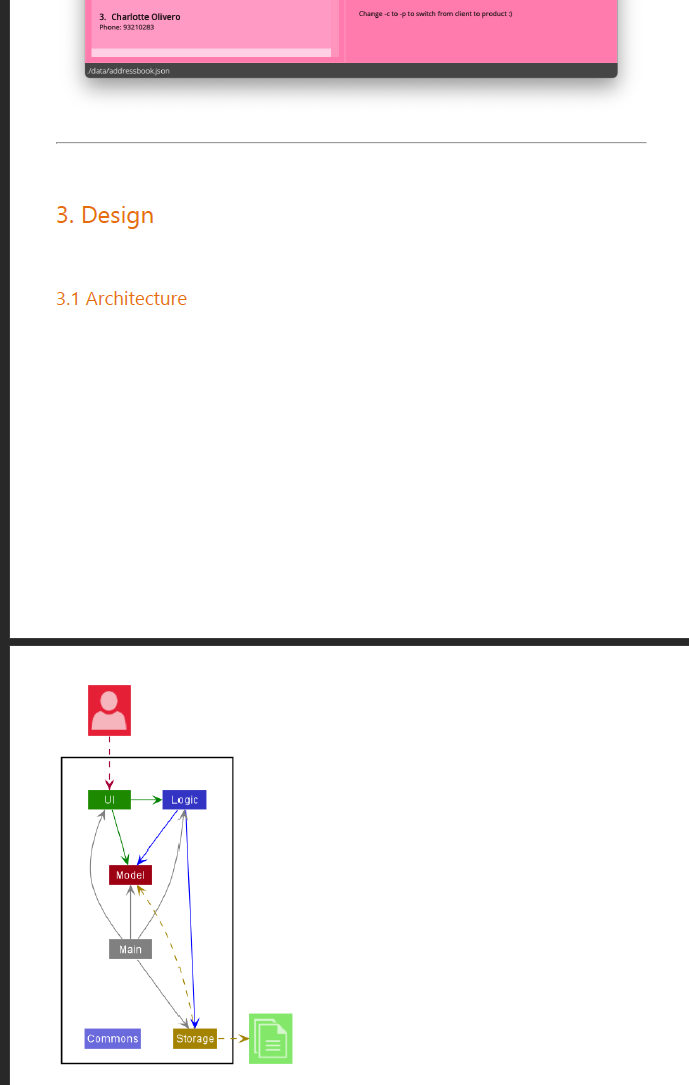 3. Charlotte Olivero
Phone: 93210283
Change -c to -p to switch from client to product :)
./data/addressbook.json
3. Design
3.1 Architecture
UI
Logic
Model
Main
Commons
Storage